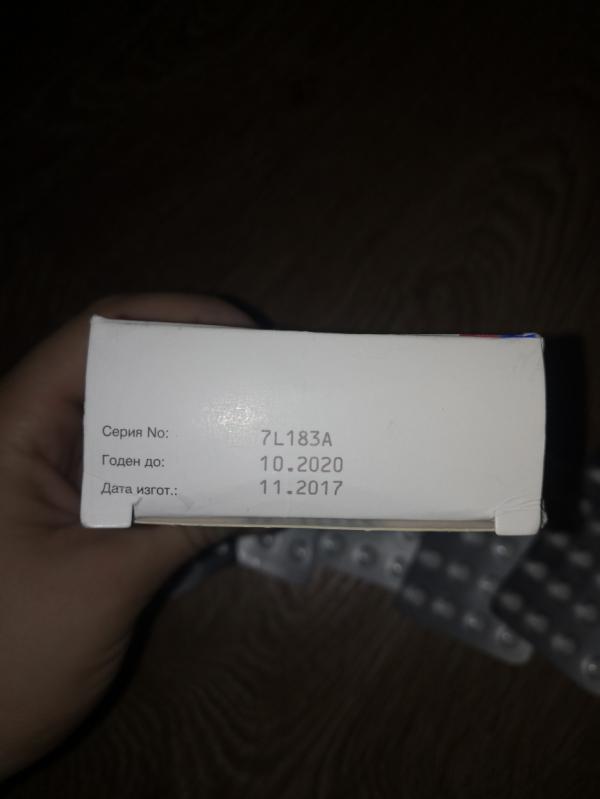 Серия No: 7L183A
Годен до: 10.2020
Дата изгот.: 11.2017